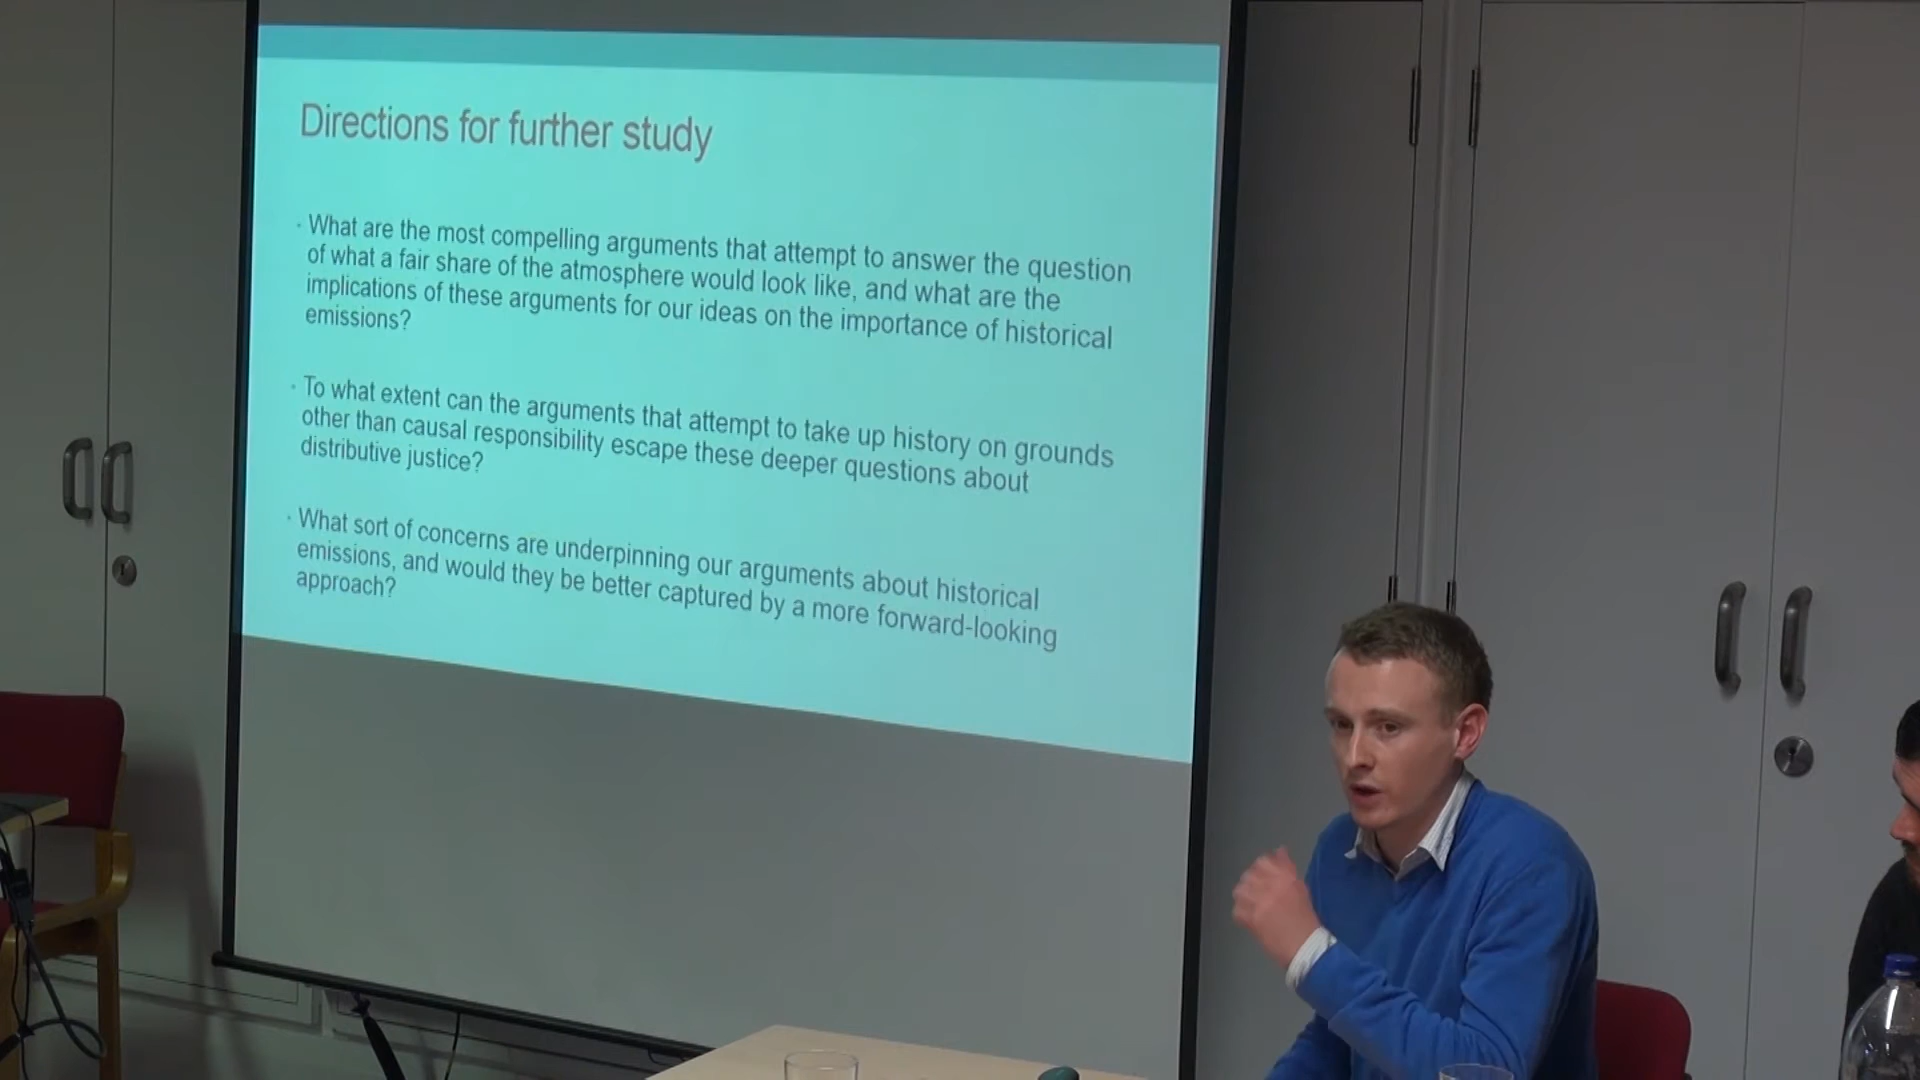 Directions for further study
· What are the most compelling arguments that attempt to answer the question
of what a fair share of the atmosphere would look like, and what are the
implications of these arguments for our ideas on the importance of historical
emissions?
· To what extent can the arguments that attempt to take up history on grounds
other than causal responsibility escape these deeper questions about
distributive justice?
· What sort of concerns are underpinning our arguments about historical
emissions, and would they be better captured by a more forward-looking
approach?